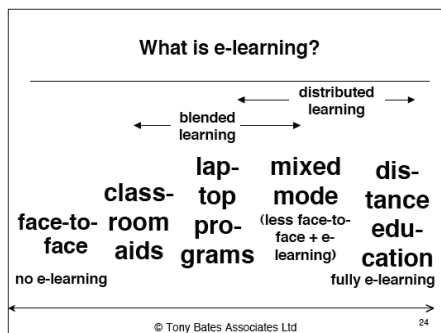 What is e-learning?
distributed
learning
blended
learning
face-to-
face
no e-learning
class-
room
aids
lap-
top
pro-
grams
mixed
mode
(less face-to-
face + e-
learning)
dis-
tance
edu-
cation
fully e-learning
© Tony Bates Associates Ltd
24